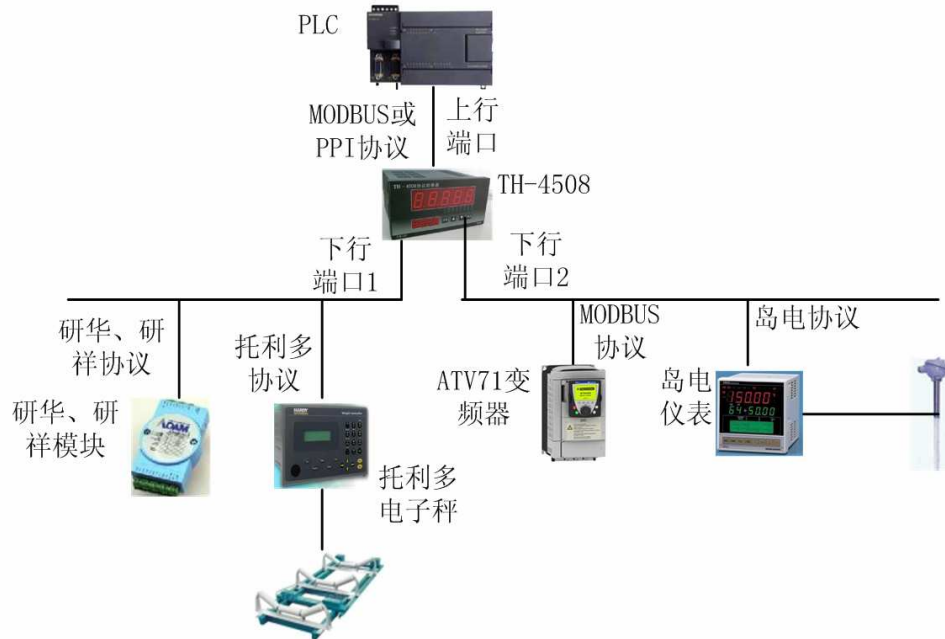 PLC
MODBUS或
PPI协议
上行
端口
TH-4508
下行
端口1
下行
端口2
研华、研
祥协议
托利多
协议
MODBUS
协议
岛电协议
研华、研
祥模块
ADAM
托利多
电子秤
ATV71变
频器
岛电
仪表
150.00